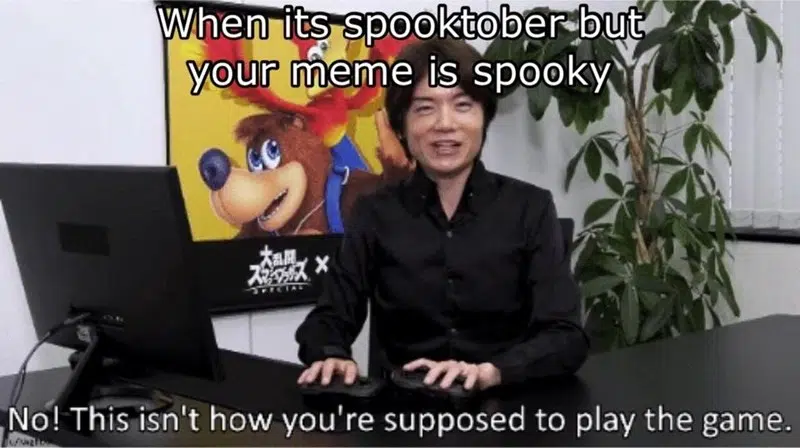 When its spooktober but
your meme is spooky
大乱闘
スマッシュブラザーズ ×
SPECIAL
No! This isn't how you're supposed to play the game.